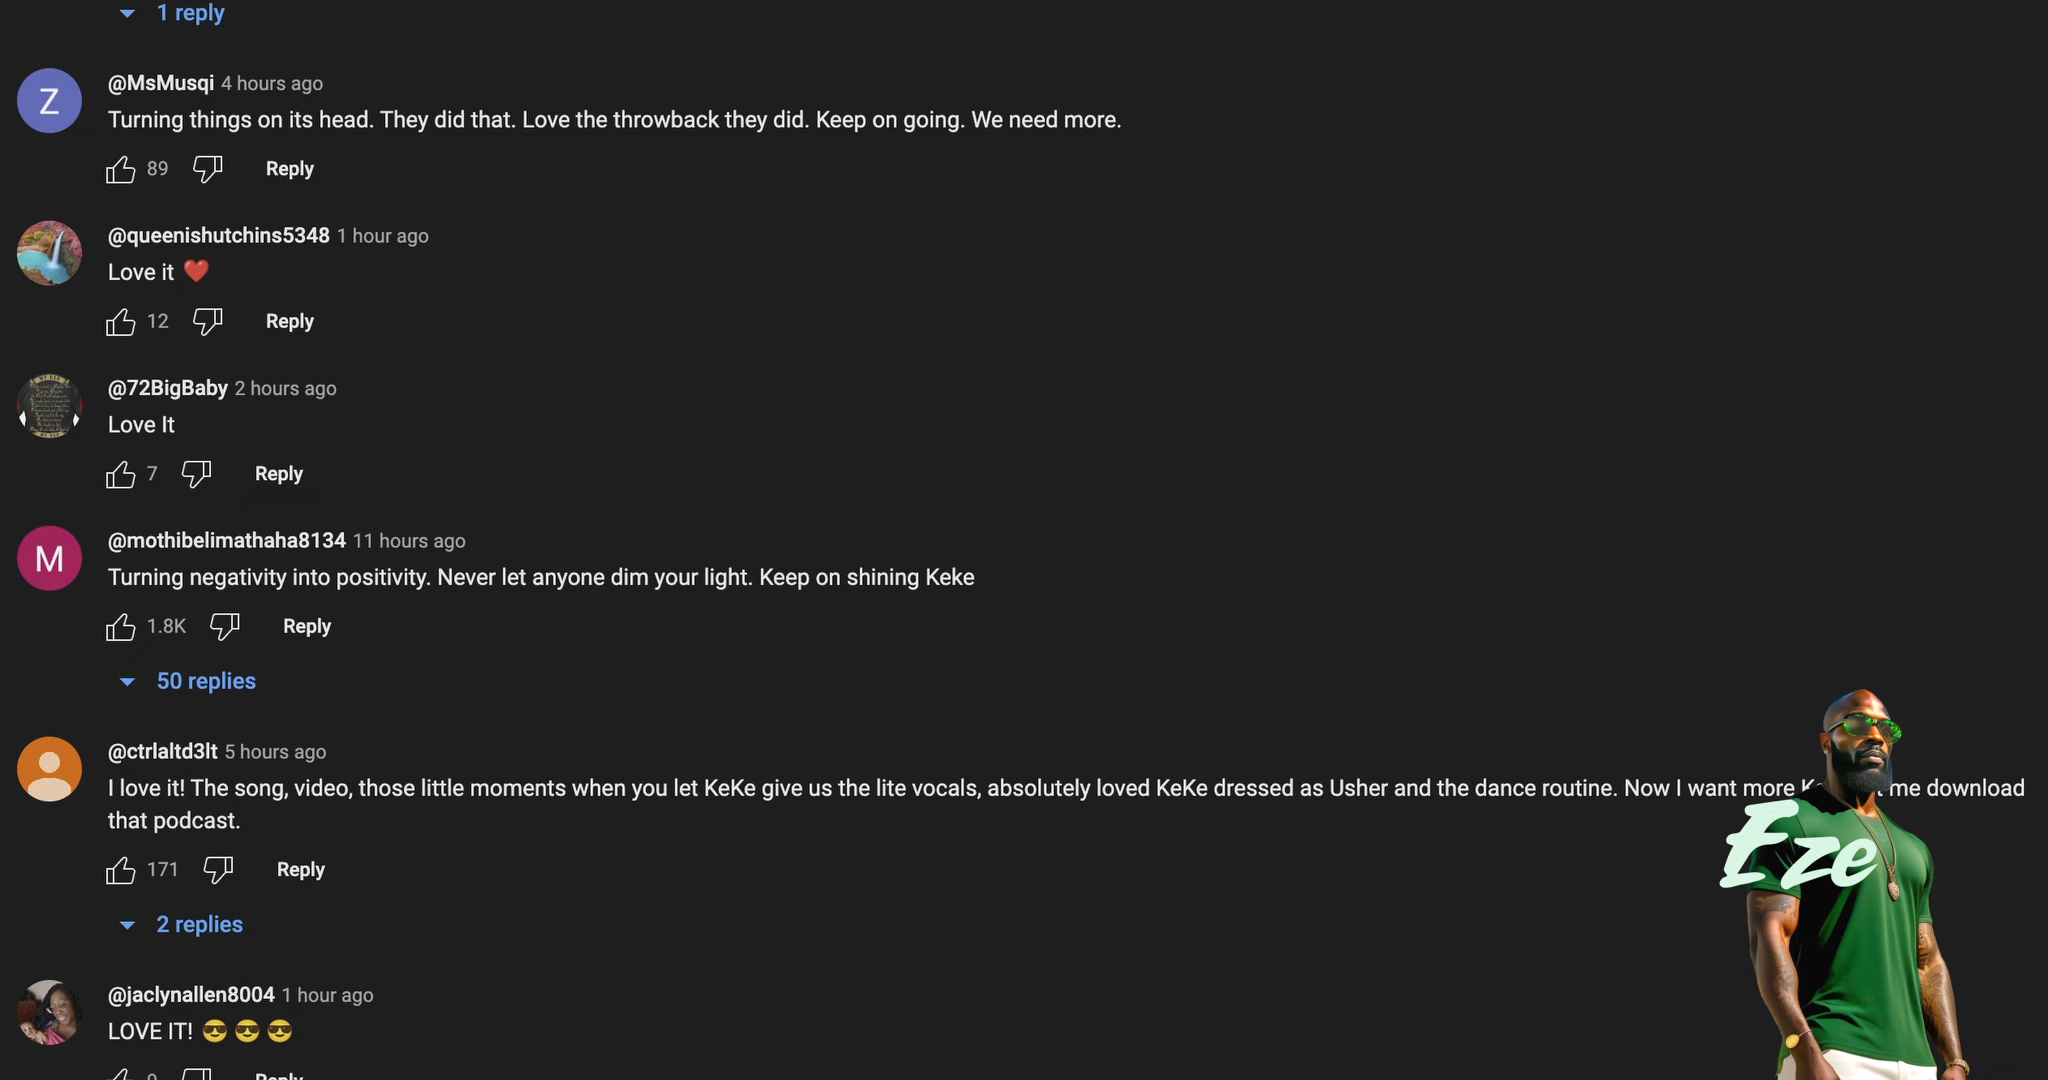 1 reply
@MsMusqi 4 hours ago
Turning things on its head. They did that. Love the throwback they did. Keep on going. We need more.
89 Reply
@queenishutchins5348 1 hour ago
Love it ❤️
12 Reply
@72BigBaby 2 hours ago
Love It
7 Reply
@mothibelimathaha8134 11 hours ago
Turning negativity into positivity. Never let anyone dim your light. Keep on shining Keke
1.8K Reply
50 replies
@ctrlaltd3lt 5 hours ago
I love it! The song, video, those little moments when you let KeKe give us the lite vocals, absolutely loved KeKe dressed as Usher and the dance routine. Now I want more me download
that podcast.
171 Reply
2 replies
@jaclynallen8004 1 hour ago
LOVE IT! 😎😎😎
Reply
Z
M
Eze